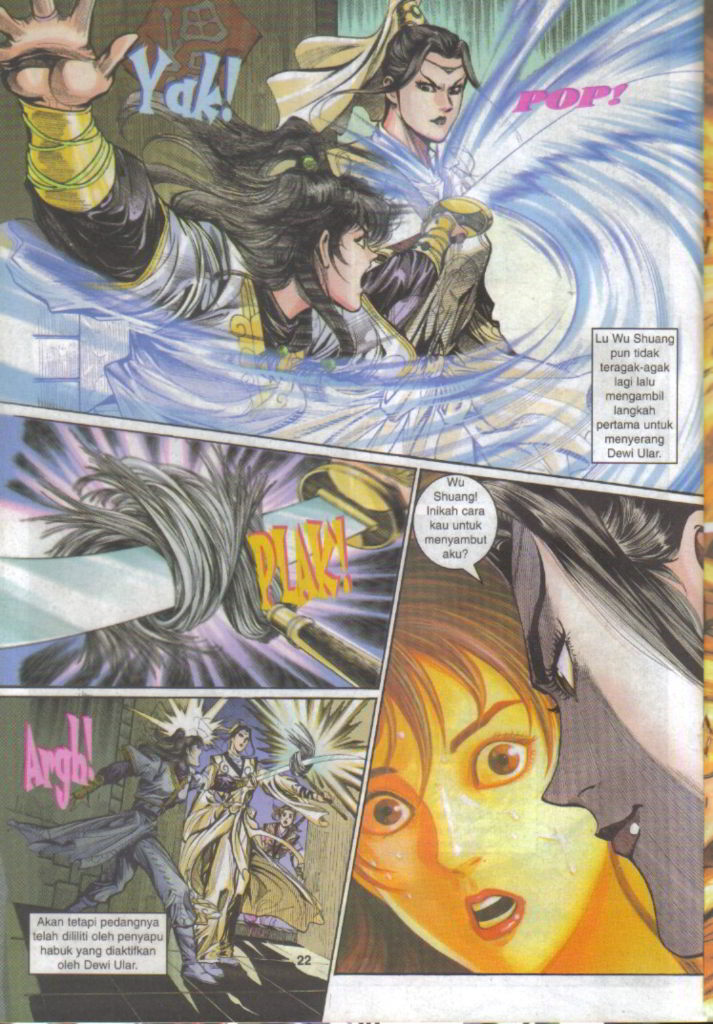 Yak!
POP!
Lu Wu Shuang
pun tidak
teragak-agak
lagi lalu
mengambil
langkah
pertama untuk
menyerang
Dewi Ular.
PLAK!
Wu
Shuang!
Inikah cara
kau untuk
menyambut
aku?
Argh!
Akan tetapi pedangnya
telah dililiti oleh penyapu
habuk yang diaktifkan
oleh Dewi Ular.
22